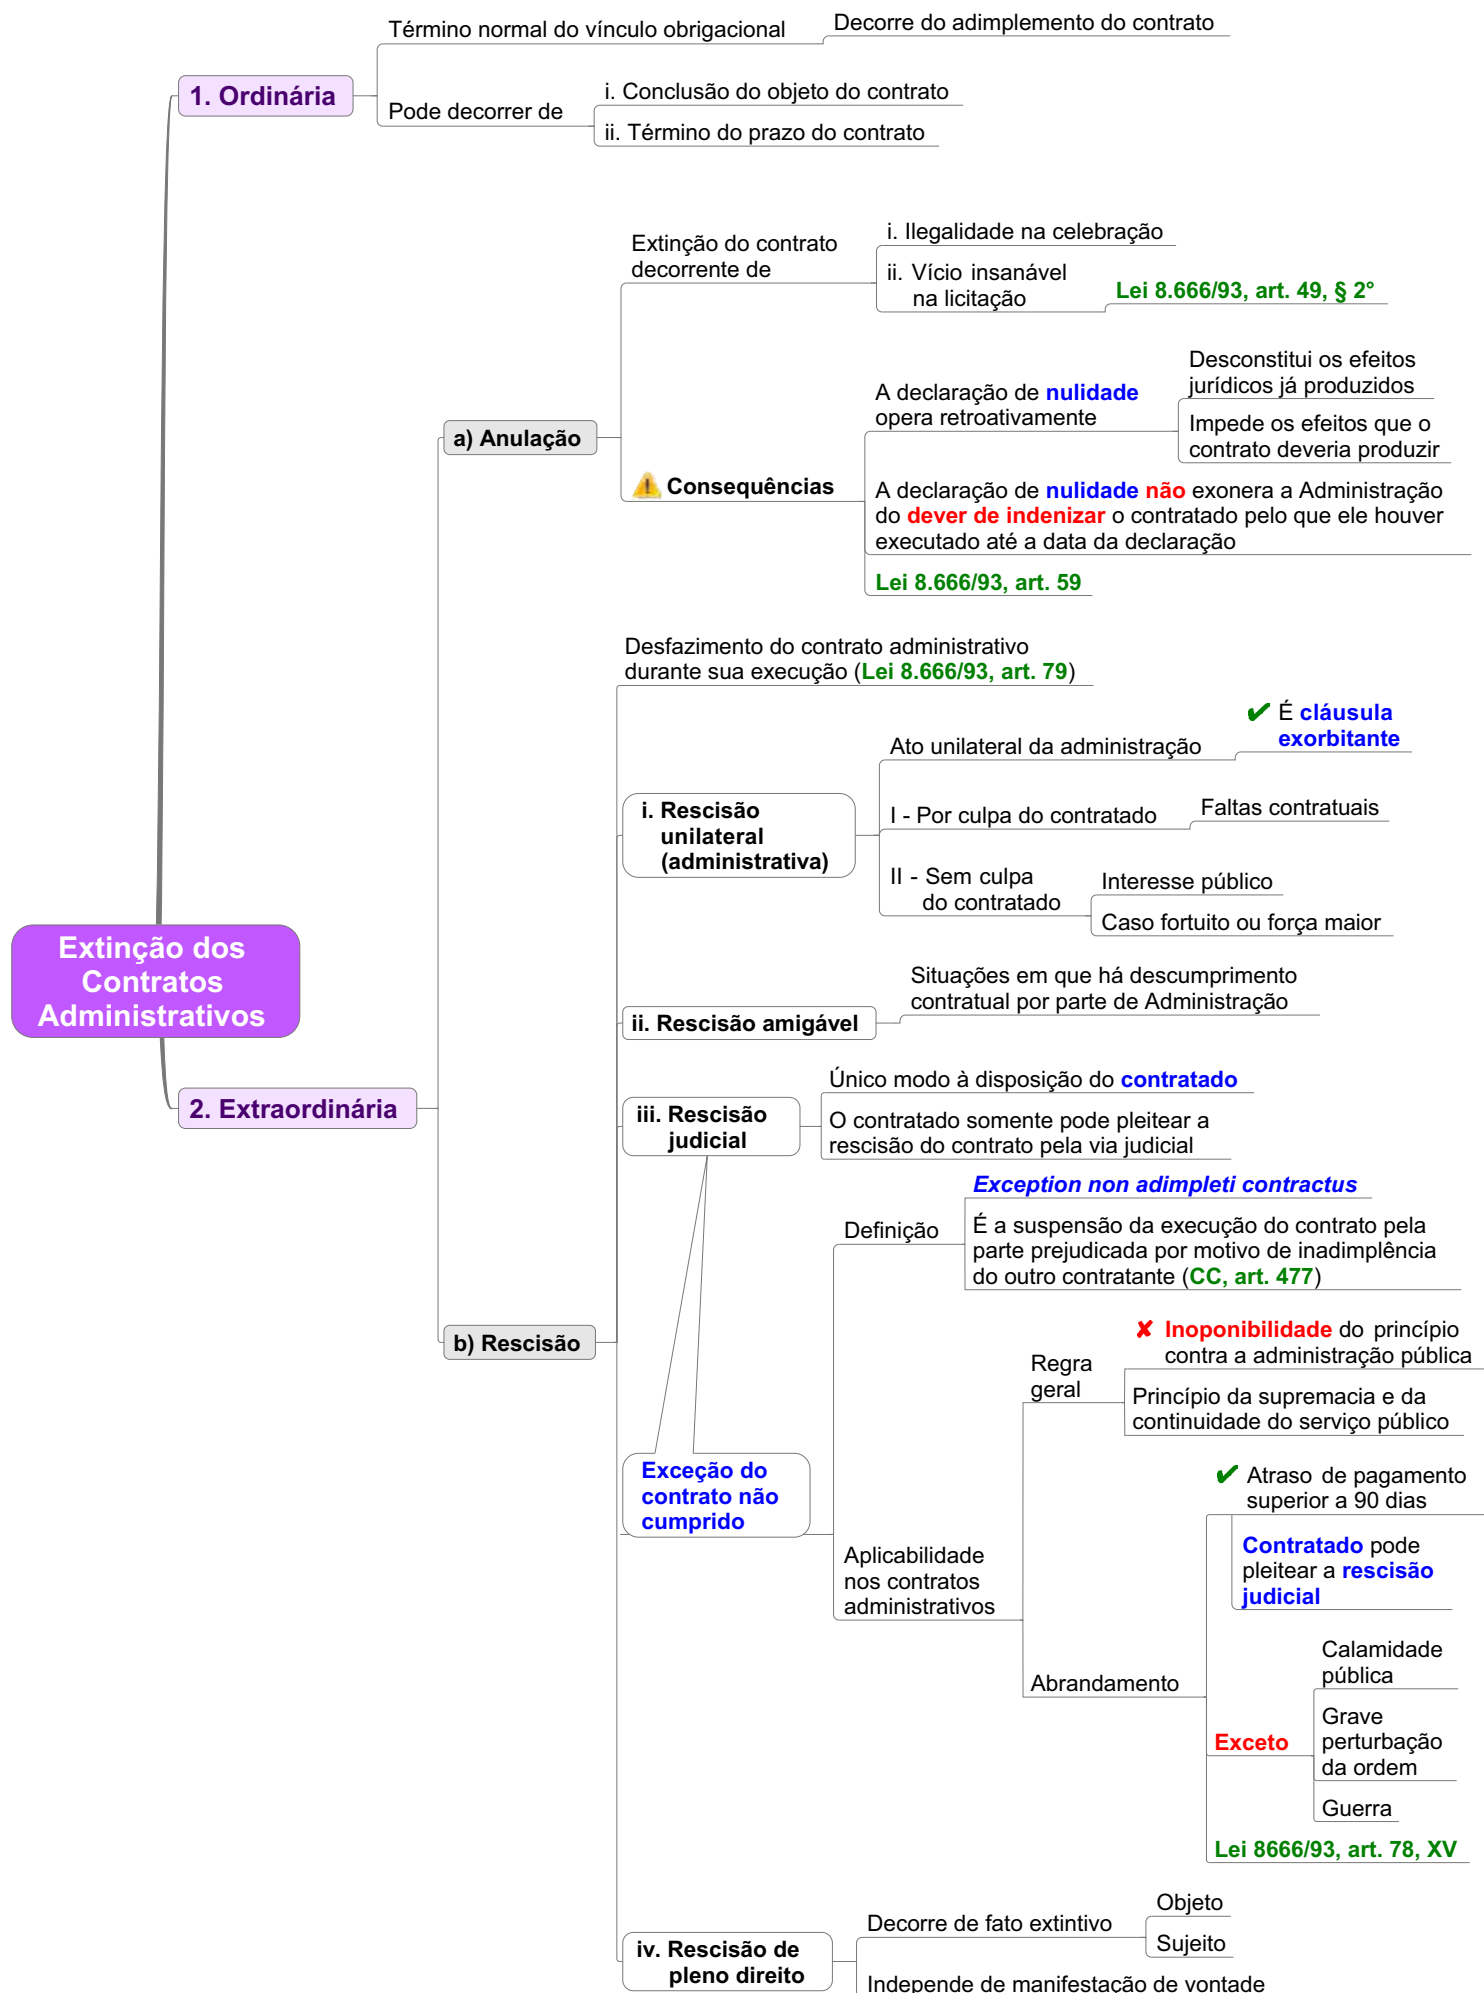 Término normal do vínculo obrigacional
Decorre do adimplemento do contrato
1. Ordinária
Pode decorrer de
i. Conclusão do objeto do contrato
ii. Término do prazo do contrato
Extinção do contrato
decorrente de
i. Ilegalidade na celebração
ii. Vício insanável
na licitação
Lei 8.666/93, art. 49, § 2°
a) Anulação
⚠ Consequências
A declaração de nulidade
opera retroativamente
Desconstitui os efeitos
jurídicos já produzidos
Impede os efeitos que o
contrato deveria produzir
A declaração de nulidade não exonera a Administração
do dever de indenizar o contratado pelo que ele houver
executado até a data da declaração
Lei 8.666/93, art. 59
Desfazimento do contrato administrativo
durante sua execução (Lei 8.666/93, art. 79)
i. Rescisão
unilateral
(administrativa)
Ato unilateral da administração
✔ É cláusula
exorbitante
I - Por culpa do contratado
Faltas contratuais
II - Sem culpa
do contratado
Interesse público
Caso fortuito ou força maior
Extinção dos
Contratos
Administrativos
ii. Rescisão amigável
Situações em que há descumprimento
contratual por parte de Administração
2. Extraordinária
iii. Rescisão
judicial
Único modo à disposição do contratado
O contratado somente pode pleitear a
rescisão do contrato pela via judicial
b) Rescisão
Exceção do
contrato não
cumprido
Definição
Exception non adimpleti contractus
É a suspensão da execução do contrato pela
parte prejudicada por motivo de inadimplência
do outro contratante (CC, art. 477)
Aplicabilidade
nos contratos
administrativos
Regra
geral
✘ Inoponibilidade do princípio
contra a administração pública
Princípio da supremacia e da
continuidade do serviço público
Abrandamento
✔ Atraso de pagamento
superior a 90 dias
Contratado pode
pleitear a rescisão
judicial
Exceto
Calamidade
pública
Grave
perturbação
da ordem
Guerra
Lei 8666/93, art. 78, XV
iv. Rescisão de
pleno direito
Decorre de fato extintivo
Objeto
Sujeito
Independe de manifestação de vontade